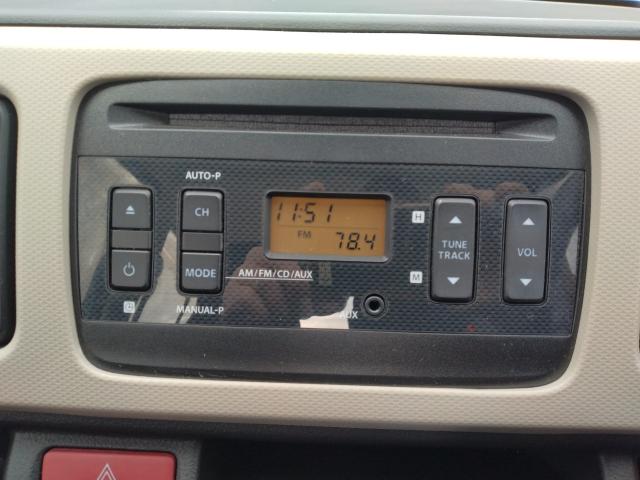 AUTO-P
CH
MODE
MANUAL-P
AM/FM/CD/AUX
11:51
FM
78.4
AUX
H
M
TUNE
TRACK
VOL